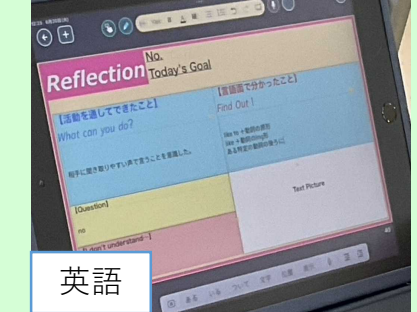 Reflection
No.
Today's Goal
【活動を通してできたこと】
What can you do?
相手に聞き取りやすい声で言うことを意識した。
【言語面で分かったこと】
Find Out!
like to +動詞の原形
like +動詞のing形
ある特定の動詞の後ろに
[Question]
no
Text Picture
英語